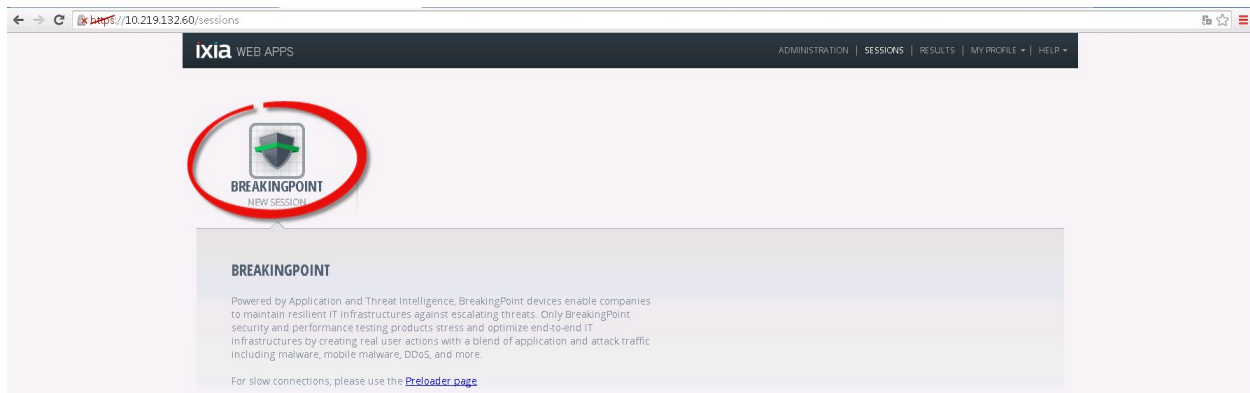 https://10.219.132.60/sessions
ixia WEB APPS
ADMINISTRATION | SESSIONS | RESULTS | MY PROFILE | HELP
BREAKINGPOINT
NEW SESSION
BREAKINGPOINT
Powered by Application and Threat Intelligence, BreakingPoint devices enable companies
to maintain resilient IT infrastructures against escalating threats. Only BreakingPoint
security and performance testing products stress and optimize end-to-end IT
infrastructures by creating real user actions with a blend of application and attack traffic
including malware, mobile malware, DDoS, and more.
For slow connections, please use the Preloader page